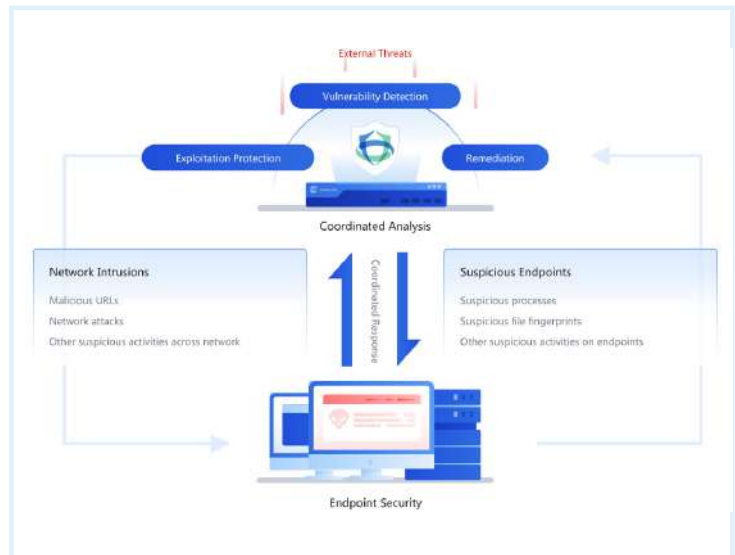 External Threats
Vulnerability Detection
Exploitation Protection
Remediation
Coordinated Analysis
Network Intrusions
Malicious URLs
Network attacks
Other suspicious activities across network
Coordinated Response
Suspicious Endpoints
Suspicious processes
Suspicious file fingerprints
Other suspicious activities on endpoints
Endpoint Security